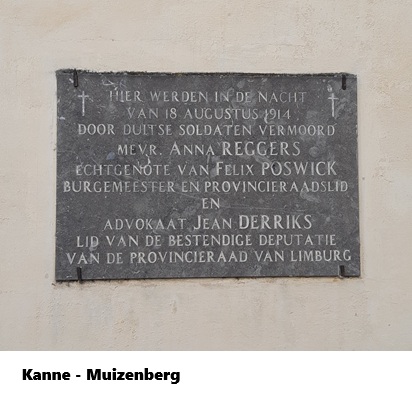 HIER WERDEN IN DE NACHT
VAN 18 AUGUSTUS 1914
DOOR DUITSE SOLDATEN VERMOORD
MEVR. ANNA REGGERS
ECHTGENOTE VAN FELIX POSWICK
BURGEMEESTER EN PROVINCIERAADSLID
EN
ADVOKAAT JEAN DERRIKS
LID VAN DE BESTENDIGE DEPUTATIE
VAN DE PROVINCIERAAD VAN LIMBURG
Kanne - Muizenberg